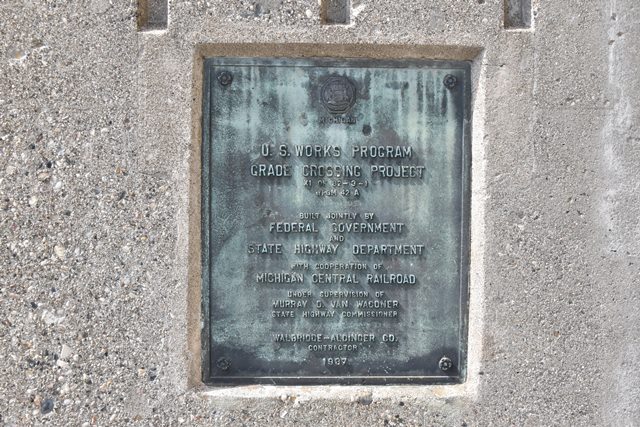 MICHIGAN
U. S. WORKS PROGRAM
GRADE CROSSING PROJECT
BUILT JOINTLY BY
FEDERAL GOVERNMENT
AND
STATE HIGHWAY DEPARTMENT
WITH COOPERATION OF
MICHIGAN CENTRAL RAILROAD
UNDER SUPERVISION OF
MURRAY D. VAN WAGONER
STATE HIGHWAY COMMISSIONER
WALBRIDGE-ALDINGER CO.
CONTRACTOR
1937